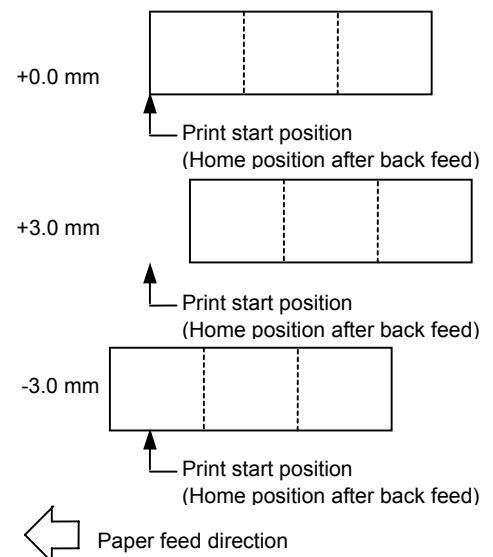 +0.0 mm
Print start position
(Home position after back feed)
+3.0 mm
Print start position
(Home position after back feed)
-3.0 mm
Print start position
(Home position after back feed)
Paper feed direction